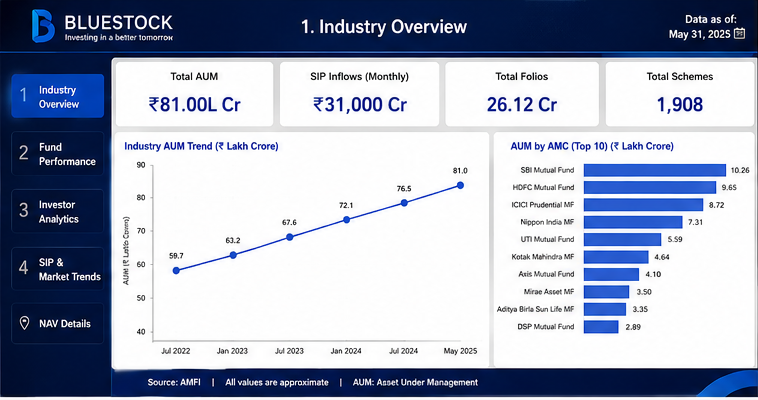 BLUESTOCK
Investing in a better tomorrow
1. Industry Overview
Data as of:
May 31, 2025
1
Industry
Overview
2
Fund
Performance
3
Investor
Analytics
4
SIP &
Market Trends
NAV Details
Total AUM
₹81.00L Cr
SIP Inflows (Monthly)
₹31,000 Cr
Total Folios
26.12 Cr
Total Schemes
1,908
Industry AUM Trend (₹ Lakh Crore)
AUM (₹ Lakh Crore)
90
80
70
60
50
40
59.7
63.2
67.6
72.1
76.5
81.0
Jul 2022
Jan 2023
Jul 2023
Jan 2024
Jul 2024
May 2025
AUM by AMC (Top 10) (₹ Lakh Crore)
SBI Mutual Fund 10.26
HDFC Mutual Fund 9.65
ICICI Prudential MF 8.72
Nippon India MF 7.31
UTI Mutual Fund 5.59
Kotak Mahindra MF 4.64
Axis Mutual Fund 4.10
Mirae Asset MF 3.50
Aditya Birla Sun Life MF 3.35
DSP Mutual Fund 2.89
Source: AMFI | All values are approximate | AUM: Asset Under Management